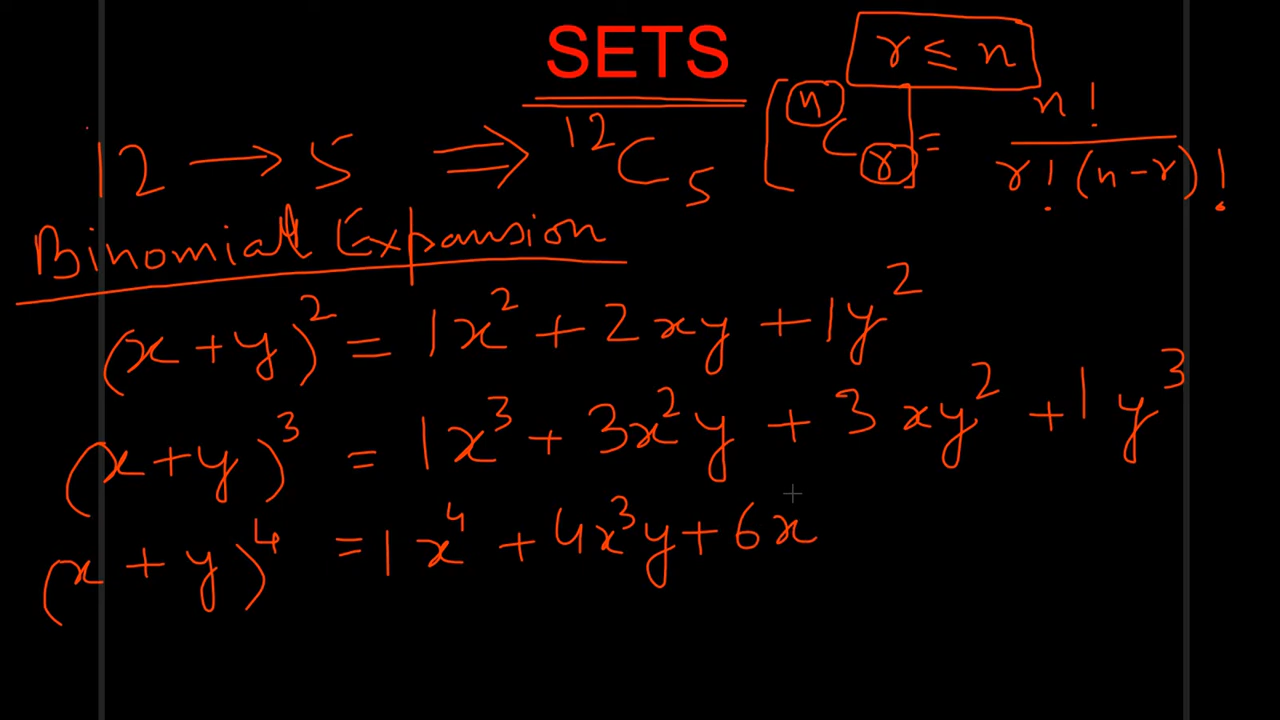 SETS
r ≤ n
12 → 5 ⇒ ¹²C₅ [ⁿCᵣ] = n! / r!(n-r)!
Binomial Expansion
(x+y)² = 1x² + 2xy + 1y²
(x+y)³ = 1x³ + 3x²y + 3xy² + 1y³
(x+y)⁴ = 1x⁴ + 4x³y + 6x